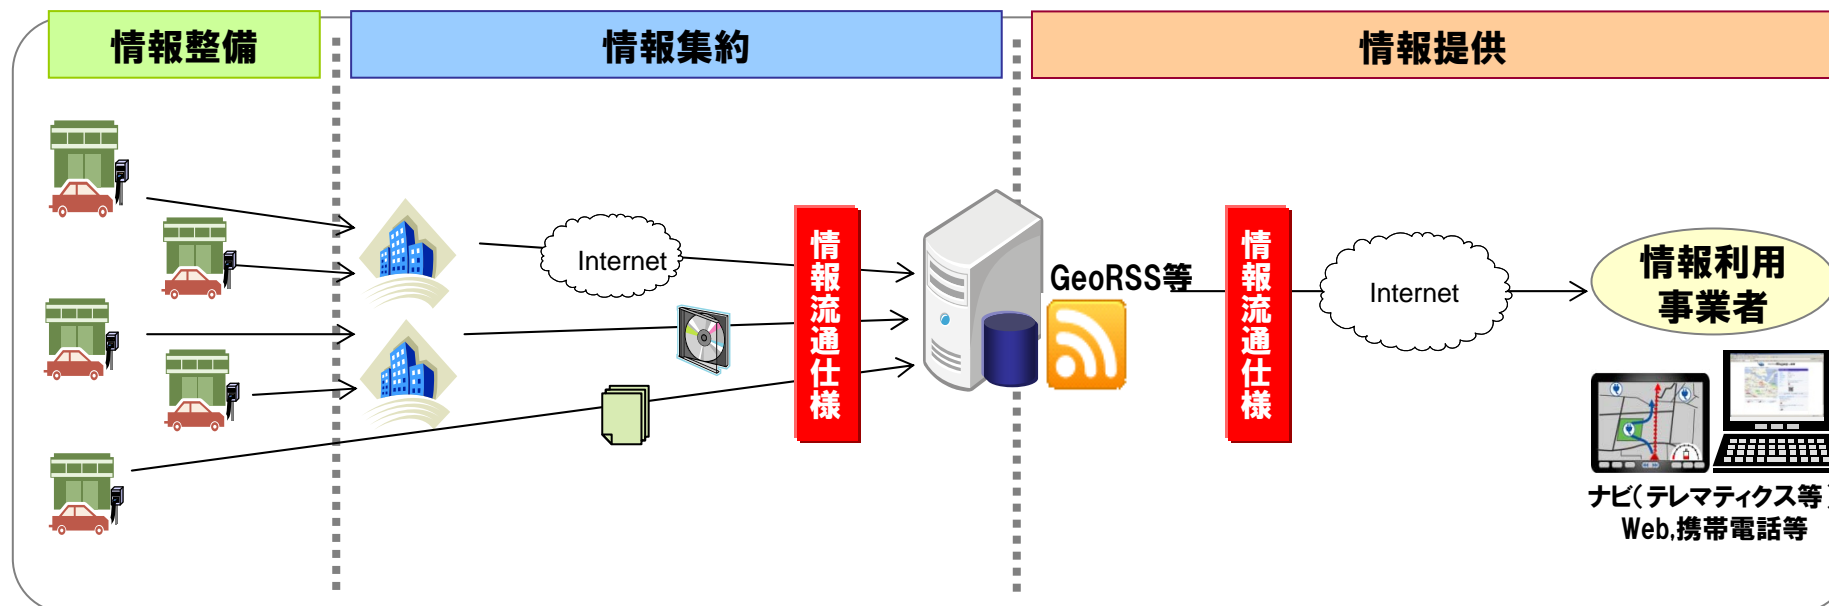 情報整備
情報集約
情報提供
Internet
情報流通仕様
GeoRSS等
情報流通仕様
Internet
情報利用
事業者
ナビ(テレマティクス等)
Web,携帯電話等